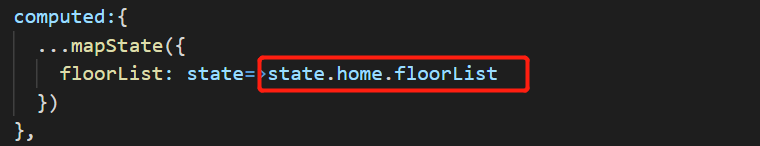 computed:{
...mapState({
floorList: state=>state.home.floorList
})
},